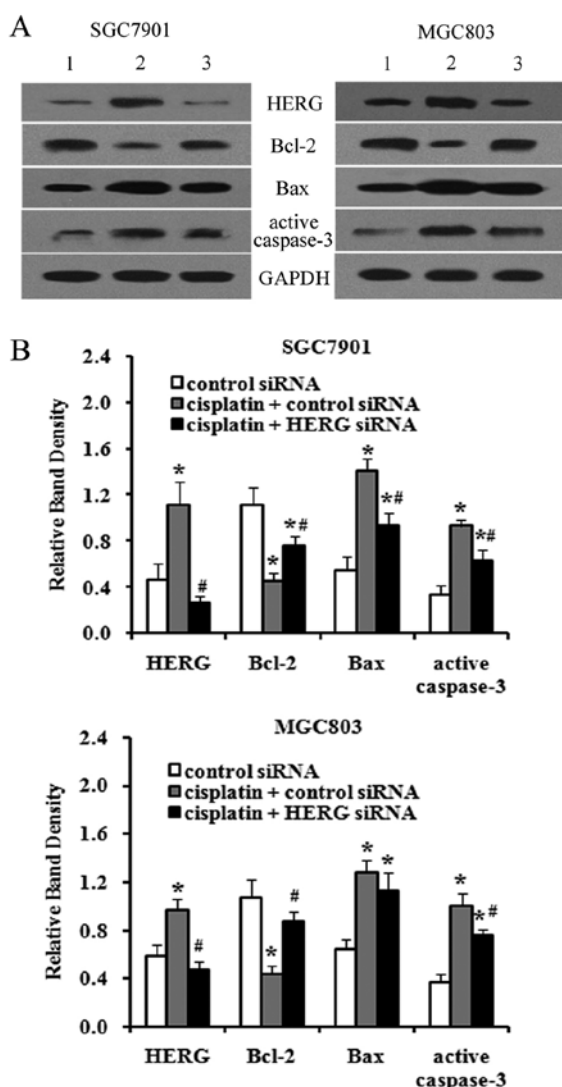 A
SGC7901 MGC803
1 2 3 1 2 3
HERG
Bcl-2
Bax
active
caspase-3
GAPDH
B
SGC7901
Relative Band Density
2.4
2.0
1.6
1.2
0.8
0.4
0.0
control siRNA
cisplatin + control siRNA
cisplatin + HERG siRNA
* # * *# * *# * *#
HERG Bcl-2 Bax active
caspase-3
MGC803
Relative Band Density
2.4
2.0
1.6
1.2
0.8
0.4
0.0
control siRNA
cisplatin + control siRNA
cisplatin + HERG siRNA
* # * # * * * *#
HERG Bcl-2 Bax active
caspase-3